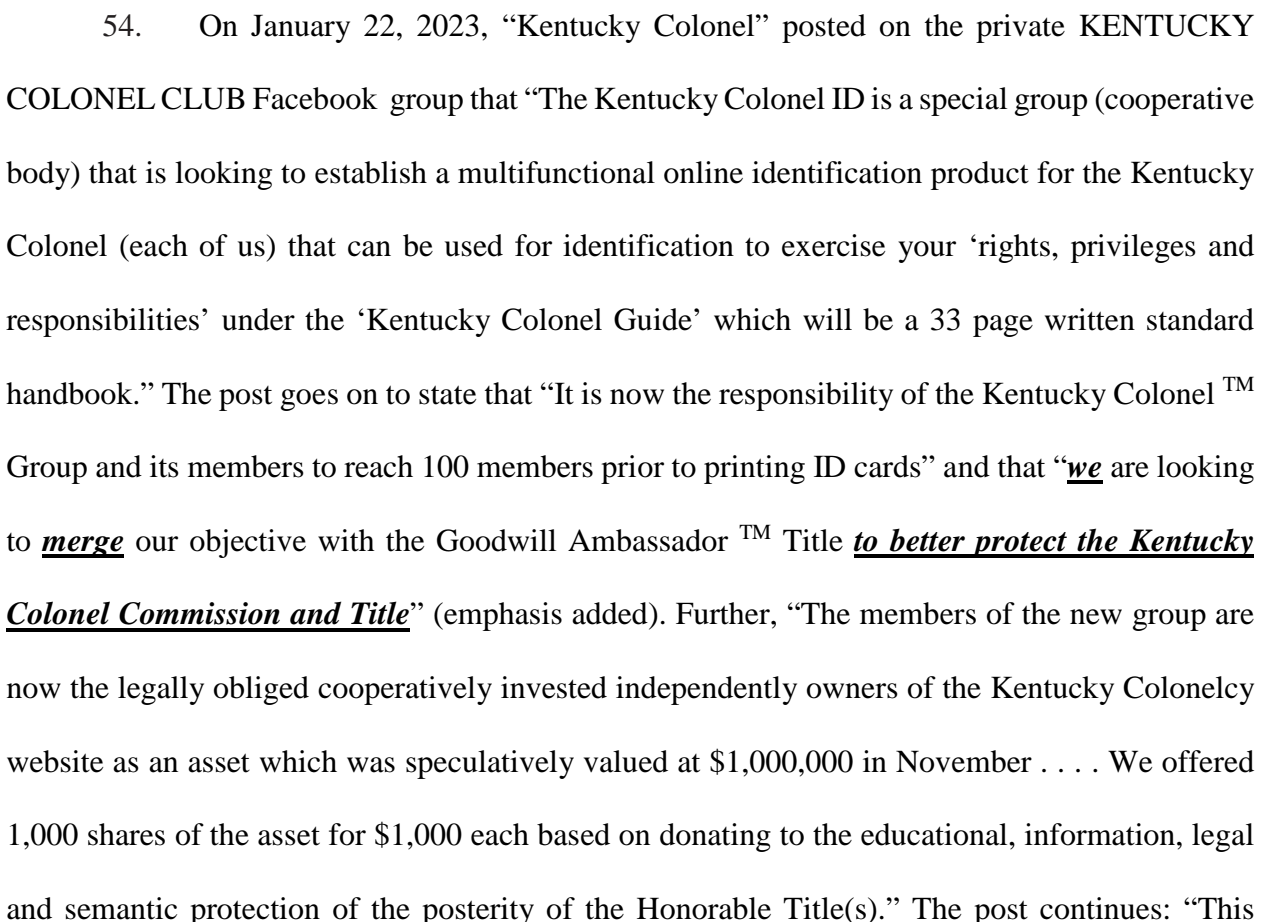 54. On January 22, 2023, “Kentucky Colonel” posted on the private KENTUCKY
COLONEL CLUB Facebook group that “The Kentucky Colonel ID is a special group (cooperative
body) that is looking to establish a multifunctional online identification product for the Kentucky
Colonel (each of us) that can be used for identification to exercise your ‘rights, privileges and
responsibilities’ under the ‘Kentucky Colonel Guide’ which will be a 33 page written standard
handbook.” The post goes on to state that “It is now the responsibility of the Kentucky Colonel TM
Group and its members to reach 100 members prior to printing ID cards” and that “we are looking
to merge our objective with the Goodwill Ambassador TM Title to better protect the Kentucky
Colonel Commission and Title” (emphasis added). Further, “The members of the new group are
now the legally obliged cooperatively invested independently owners of the Kentucky Colonelcy
website as an asset which was speculatively valued at $1,000,000 in November . . . . We offered
1,000 shares of the asset for $1,000 each based on donating to the educational, information, legal
and semantic protection of the posterity of the Honorable Title(s).” The post continues: “This